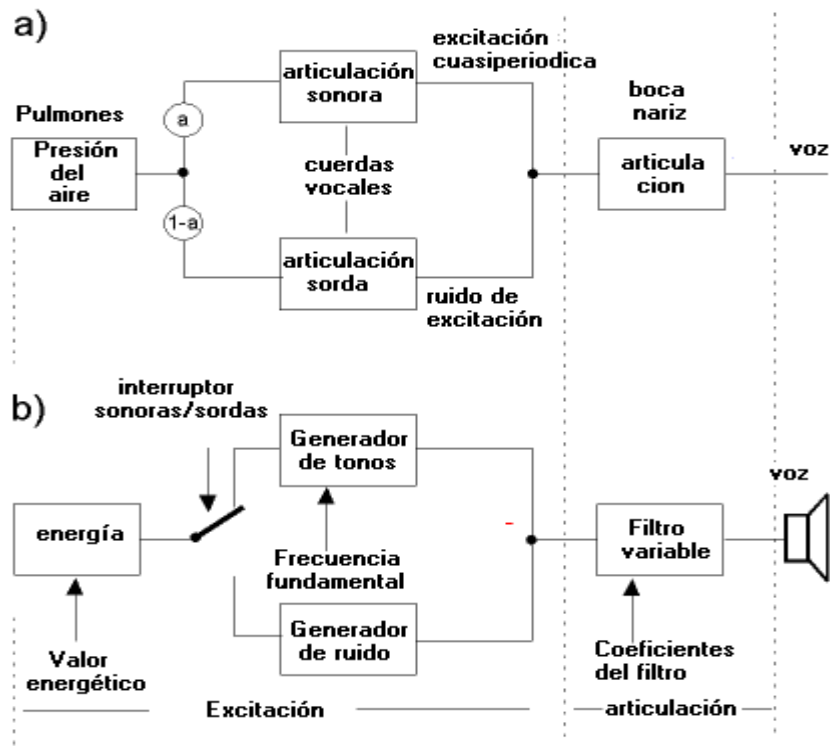 a)
excitación
cuasiperiodica
articulación
sonora
Pulmones
a
boca
nariz
Presión
del
aire
cuerdas
vocales
articula
cion
voz
1-a
articulación
sorda
ruido de
excitación
b)
interruptor
sonoras/sordas
Generador
de tonos
voz
energía
Filtro
variable
Frecuencia
fundamental
Generador
de ruido
Valor
energético
Coeficientes
del filtro
Excitación
articulación